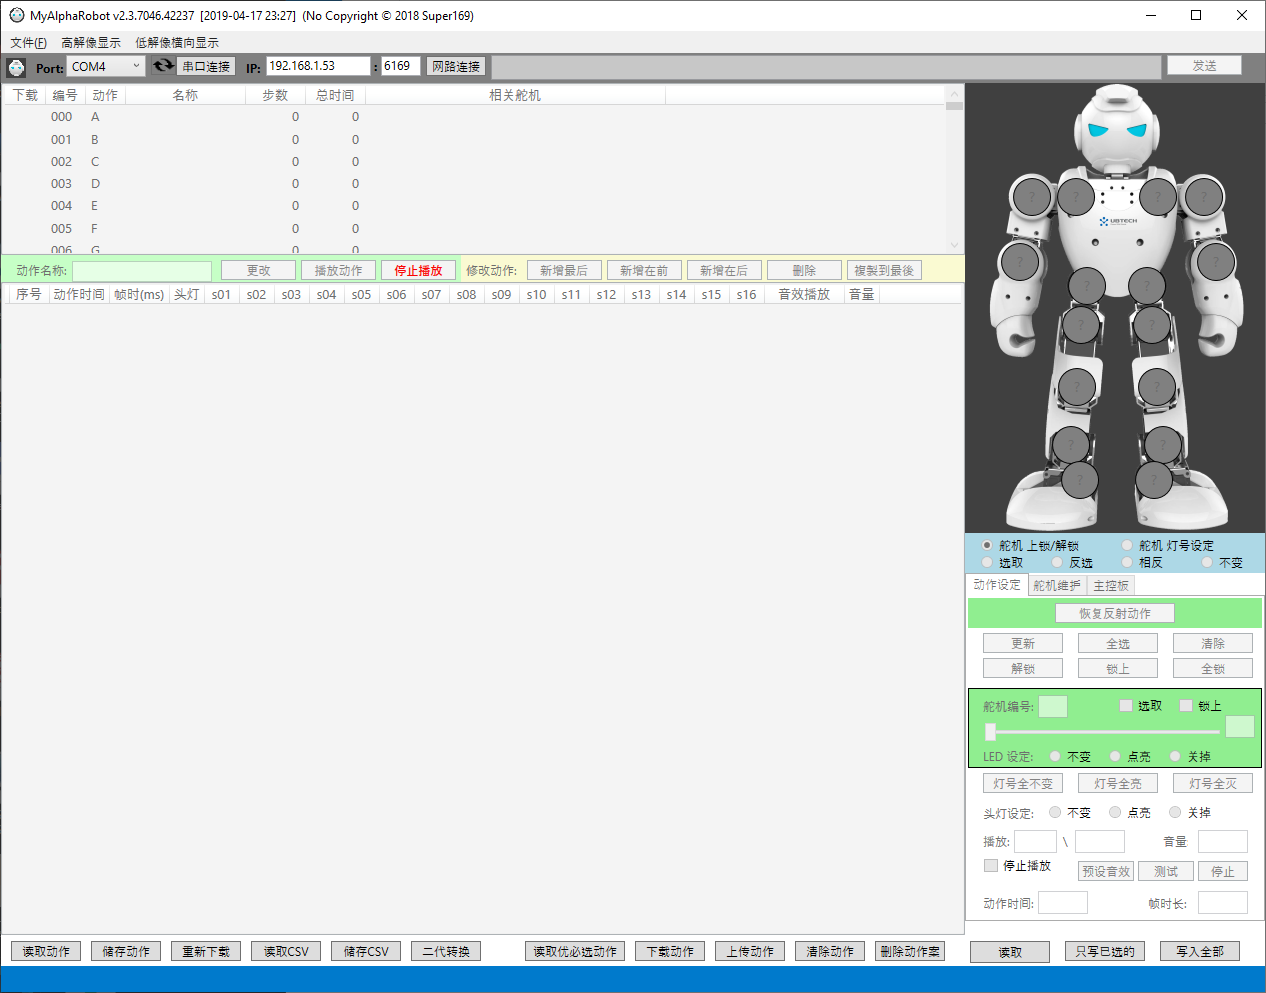 MyAlphaRobot v2.3.7046.42237 [2019-04-17 23:27] (No Copyright © 2018 Super169)
文件(F) 高解像显示 低解像横向显示
Port: COM4 串口连接 IP: 192.168.1.53 : 6169 网路连接 发送
下载 编号 动作 名称 步数 总时间 相关舵机
000 A 0 0
001 B 0 0
002 C 0 0
003 D 0 0
004 E 0 0
005 F 0 0
006 G 0 0
UBTECH
动作名称: 更改 播放动作 停止播放 修改动作: 新增最后 新增在前 新增在后 删除 複製到最後
序号 动作时间 帧时(ms) 头灯 s01 s02 s03 s04 s05 s06 s07 s08 s09 s10 s11 s12 s13 s14 s15 s16 音效播放 音量
? ? ? ?
? ?
? ?
? ?
? ?
? ?
? ?
舵机 上锁/解锁 舵机 灯号设定
选取 反选 相反 不变
动作设定 舵机维护 主控板
恢复反射动作
更新 全选 清除
解锁 锁上 全锁
舵机编号: 选取 锁上
LED 设定: 不变 点亮 关掉
灯号全不变 灯号全亮 灯号全灭
头灯设定: 不变 点亮 关掉
播放: \ 音量
停止播放 预设音效 测试 停止
动作时间: 帧时长:
读取动作 储存动作 重新下载 读取CSV 储存CSV 二代转换 读取优必选动作 下载动作 上传动作 清除动作 删除动作案 读取 只写已选的 写入全部